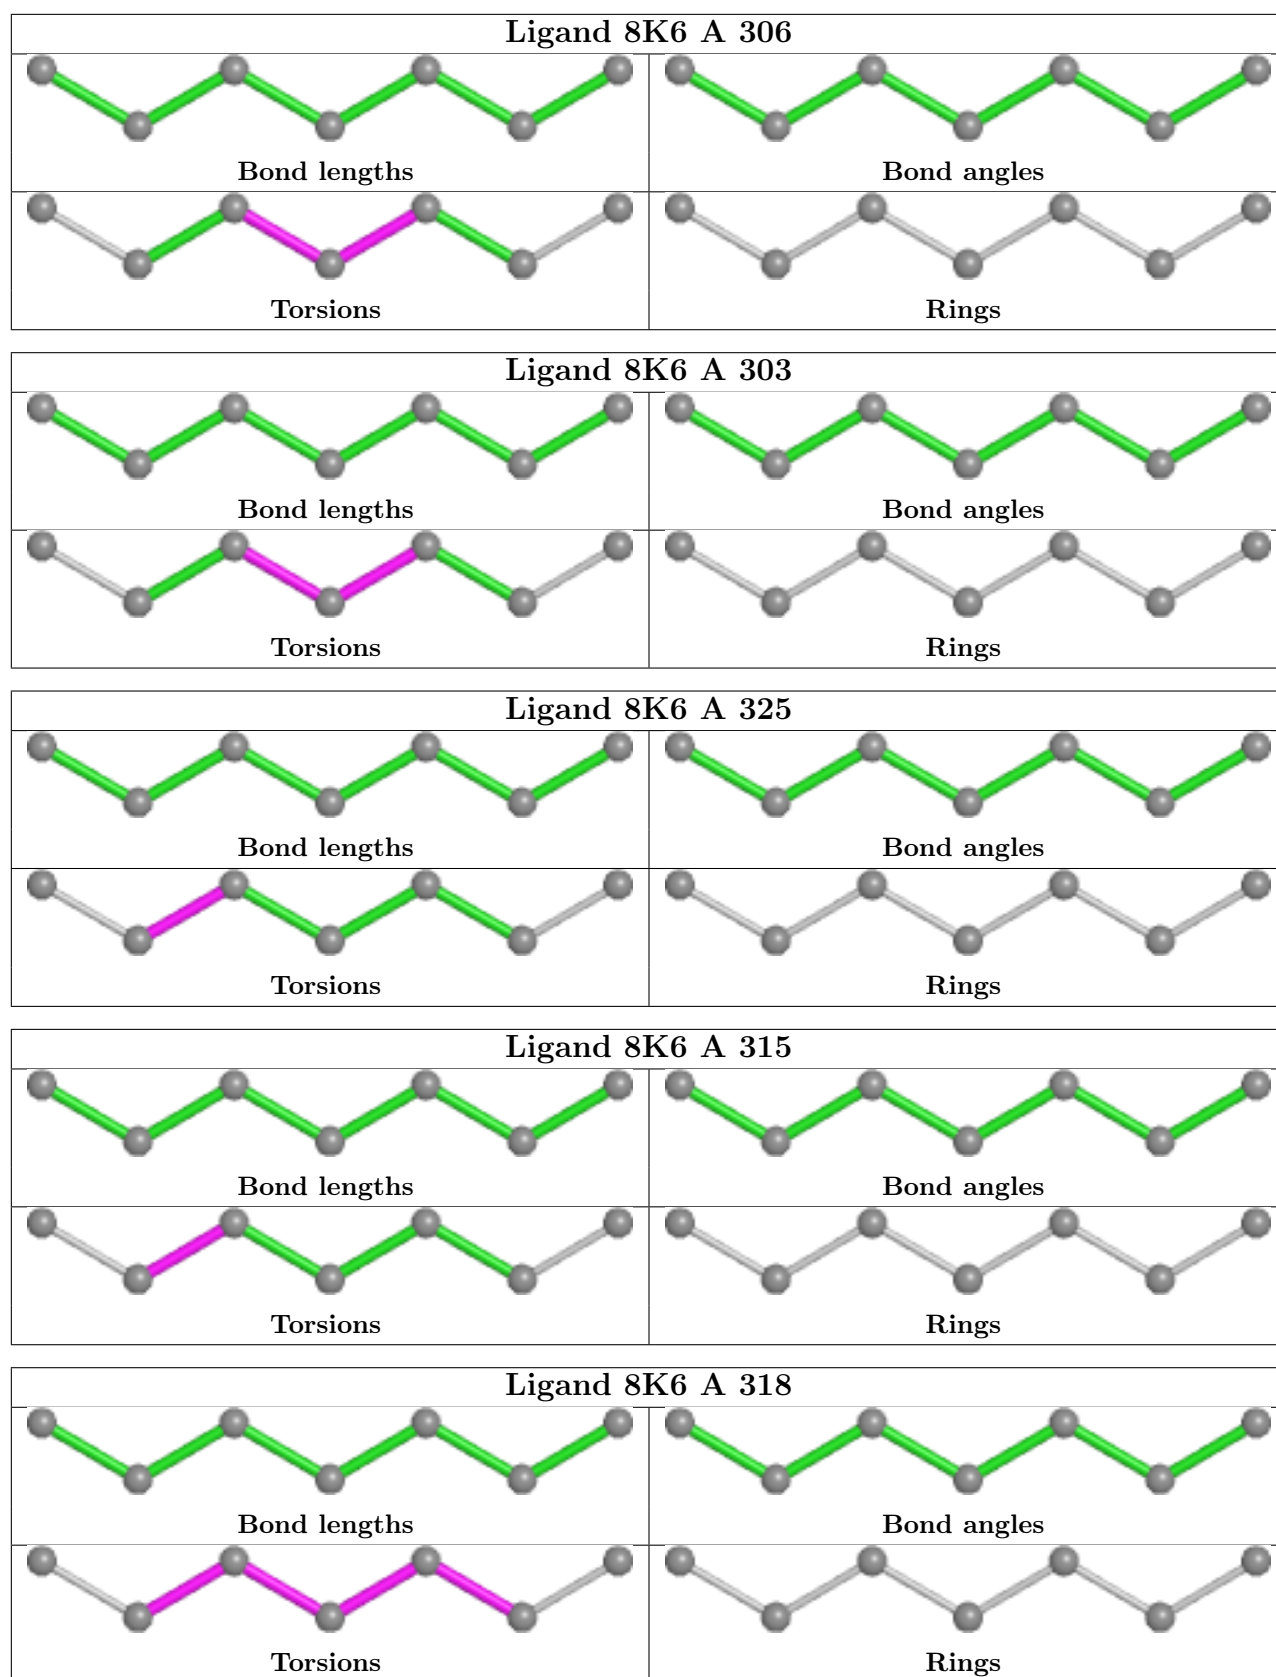 Ligand 8K6 A 306
Bond lengths
Bond angles
Torsions
Rings
Ligand 8K6 A 303
Bond lengths
Bond angles
Torsions
Rings
Ligand 8K6 A 325
Bond lengths
Bond angles
Torsions
Rings
Ligand 8K6 A 315
Bond lengths
Bond angles
Torsions
Rings
Ligand 8K6 A 318
Bond lengths
Bond angles
Torsions
Rings